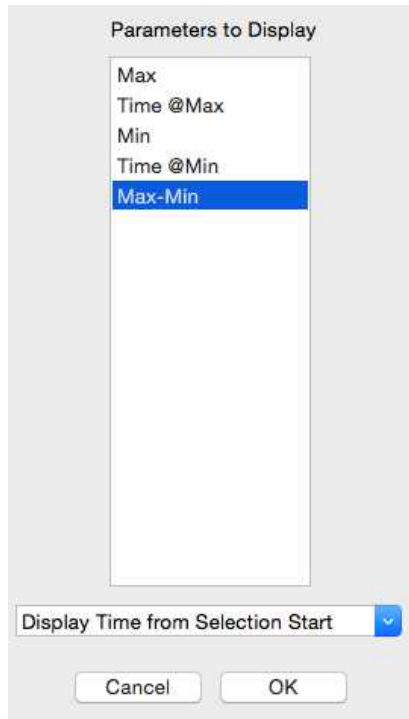 Parameters to Display
Max
Time @Max
Min
Time @Min
Max-Min
Display Time from Selection Start
Cancel
OK